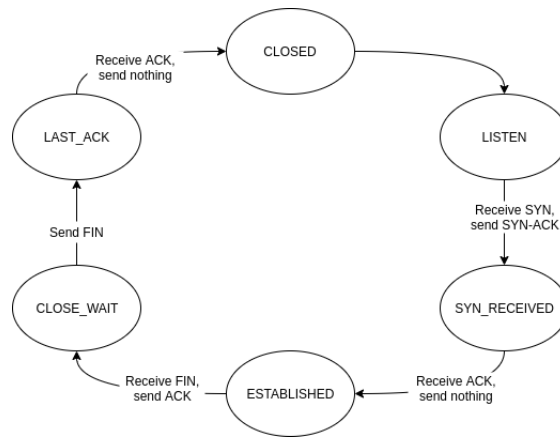 CLOSED
Receive ACK,
send nothing
LAST_ACK
LISTEN
Receive SYN,
send SYN-ACK
Send FIN
CLOSE_WAIT
SYN_RECEIVED
Receive FIN,
send ACK
ESTABLISHED
Receive ACK,
send nothing